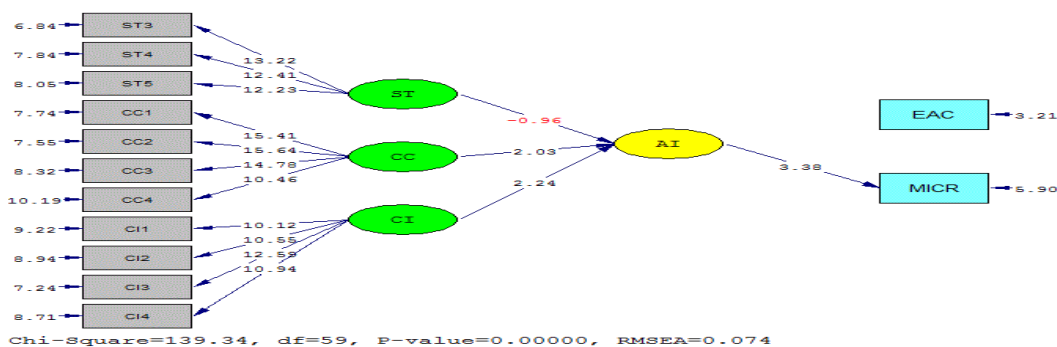 6.84 ST3
7.84 ST4
8.05 ST5
7.74 CC1
7.55 CC2
8.32 CC3
10.19 CC4
9.22 CI1
8.94 CI2
7.24 CI3
8.71 CI4
13.22
12.41
12.23
15.41
15.64
14.78
10.46
10.12
10.55
12.59
10.94
ST
CC
CI
-0.96
2.03
2.24
AI
3.38
EAC 3.21
MICR 5.90
Chi-Square=139.34, df=59, P-value=0.00000, RMSEA=0.074